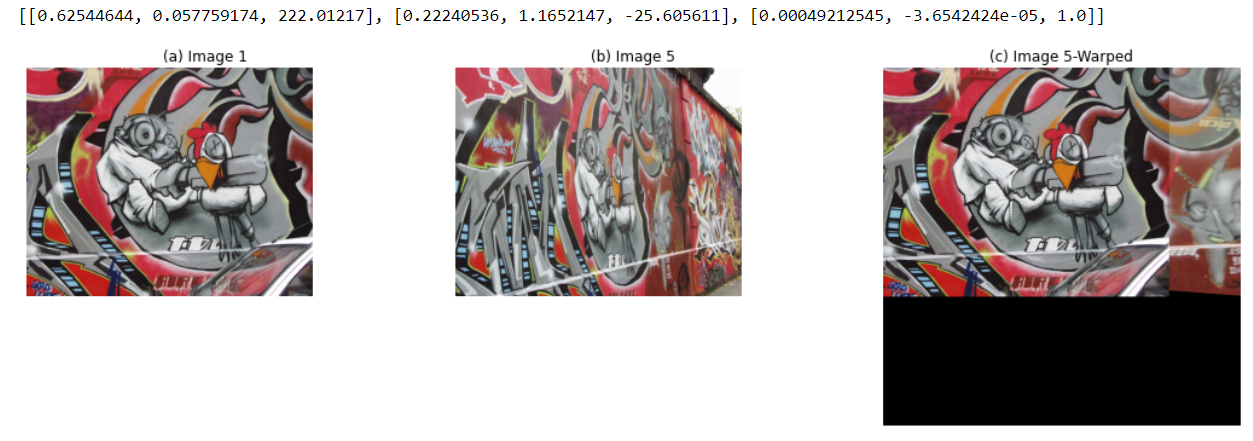 [[0.62544644, 0.057759174, 222.01217], [0.22240536, 1.1652147, -25.605611], [0.00049212545, -3.6542424e-05, 1.0]]
(a) Image 1
(b) Image 5
(c) Image 5-Warped